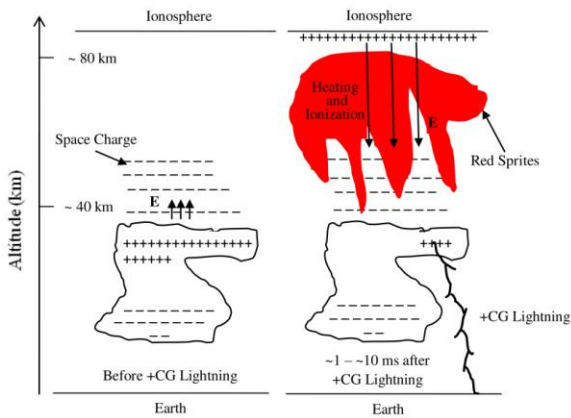 Ionosphere
Ionosphere
+++++++++++++++++++++
~ 80 km
Heating
and
Ionization
E
Space Charge
Red Sprites
E
~ 40 km
Altitude (km)
++++++++++++++
++++++
++++
+CG Lightning
Before +CG Lightning
~1 – ~10 ms after
+CG Lightning
Earth
Earth